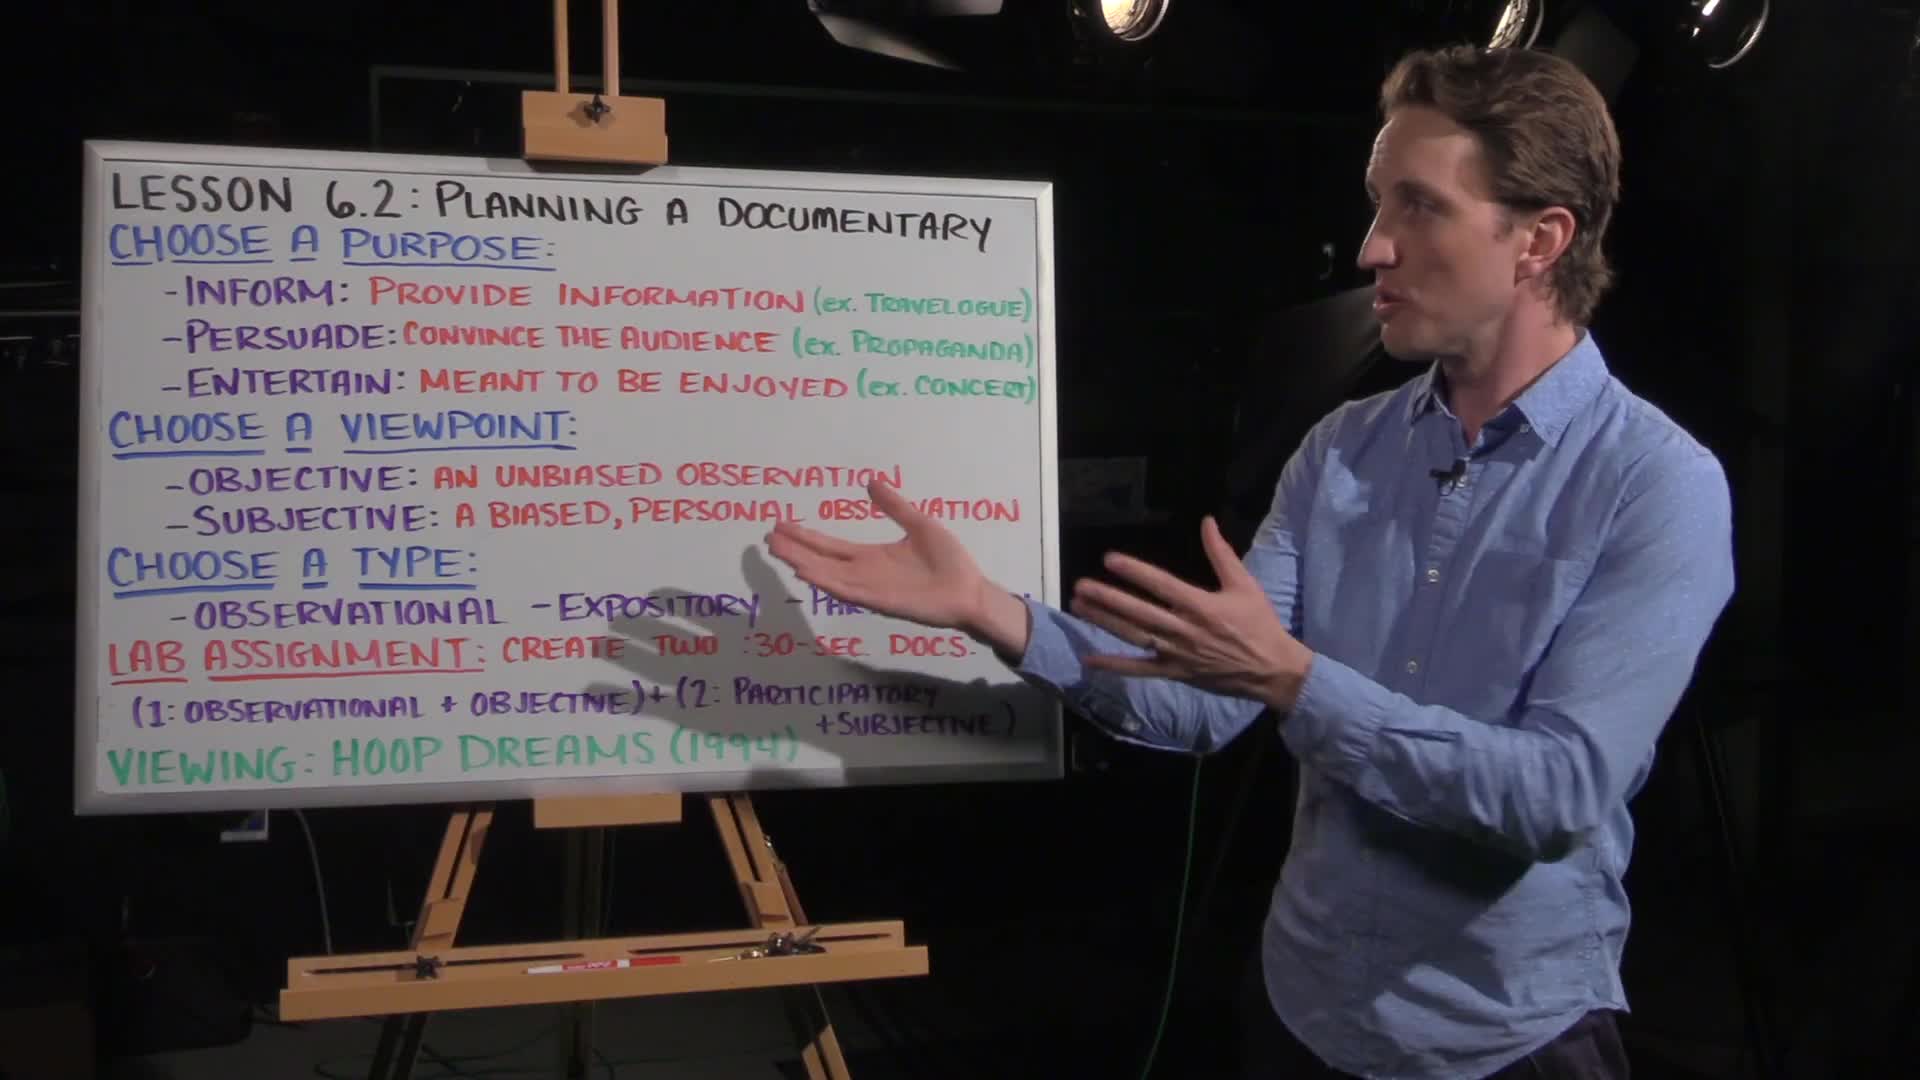 LESSON 6.2: PLANNING A DOCUMENTARY
CHOOSE A PURPOSE:
-INFORM: PROVIDE INFORMATION (ex. TRAVELOGUE)
-PERSUADE: CONVINCE THE AUDIENCE (ex. PROPAGANDA)
-ENTERTAIN: MEANT TO BE ENJOYED (ex. CONCERT)
CHOOSE A VIEWPOINT:
-OBJECTIVE: AN UNBIASED OBSERVATION
-SUBJECTIVE: A BIASED, PERSONAL OBSERVATION
CHOOSE A TYPE:
-OBSERVATIONAL -EXPOSITORY
LAB ASSIGNMENT: CREATE TWO :30-SEC. DOCS.
(1: OBSERVATIONAL + OBJECTIVE) + (2: PARTICIPATORY
+SUBJECTIVE)
VIEWING: HOOP DREAMS (1994)